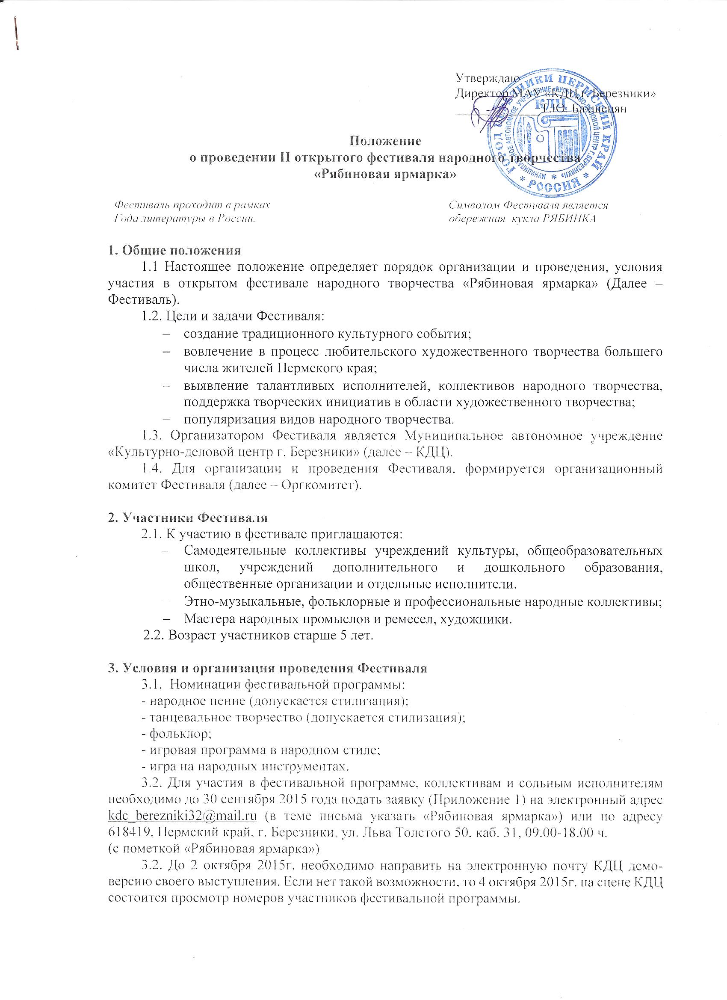 Утверждаю
Директор МАУ «КДЦ г. Березники»
Г.Ю. Бахшецян
ГОРОД БЕРЕЗНИКИ ПЕРМСКИЙ КРАЙ
* РОССИЯ *
МУНИЦИПАЛЬНОЕ АВТОНОМНОЕ УЧРЕЖДЕНИЕ «КУЛЬТУРНО-ДЕЛОВОЙ ЦЕНТР Г.БЕРЕЗНИКИ» *
КДЦ
Положение
о проведении II открытого фестиваля народного творчества
«Рябиновая ярмарка»
Фестиваль проходит в рамках
Года литературы в России.
Символом Фестиваля является
обережная кукла РЯБИНКА
1. Общие положения
1.1 Настоящее положение определяет порядок организации и проведения, условия
участия в открытом фестивале народного творчества «Рябиновая ярмарка» (Далее –
Фестиваль).
1.2. Цели и задачи Фестиваля:
– создание традиционного культурного события;
– вовлечение в процесс любительского художественного творчества большего
числа жителей Пермского края;
– выявление талантливых исполнителей, коллективов народного творчества,
поддержка творческих инициатив в области художественного творчества;
– популяризация видов народного творчества.
1.3. Организатором Фестиваля является Муниципальное автономное учреждение
«Культурно-деловой центр г. Березники» (далее – КДЦ).
1.4. Для организации и проведения Фестиваля, формируется организационный
комитет Фестиваля (далее – Оргкомитет).
2. Участники Фестиваля
2.1. К участию в фестивале приглашаются:
– Самодеятельные коллективы учреждений культуры, общеобразовательных
школ, учреждений дополнительного и дошкольного образования,
общественные организации и отдельные исполнители.
– Этно-музыкальные, фольклорные и профессиональные народные коллективы;
– Мастера народных промыслов и ремесел, художники.
2.2. Возраст участников старше 5 лет.
3. Условия и организация проведения Фестиваля
3.1. Номинации фестивальной программы:
- народное пение (допускается стилизация);
- танцевальное творчество (допускается стилизация);
- фольклор;
- игровая программа в народном стиле;
- игра на народных инструментах.
3.2. Для участия в фестивальной программе, коллективам и сольным исполнителям
необходимо до 30 сентября 2015 года подать заявку (Приложение 1) на электронный адрес
kdc_berezniki32@mail.ru (в теме письма указать «Рябиновая ярмарка») или по адресу
618419, Пермский край, г. Березники, ул. Льва Толстого 50, каб. 31, 09.00-18.00 ч.
(с пометкой «Рябиновая ярмарка»)
3.2. До 2 октября 2015г. необходимо направить на электронную почту КДЦ демо-
версию своего выступления. Если нет такой возможности, то 4 октября 2015г. на сцене КДЦ
состоится просмотр номеров участников фестивальной программы.